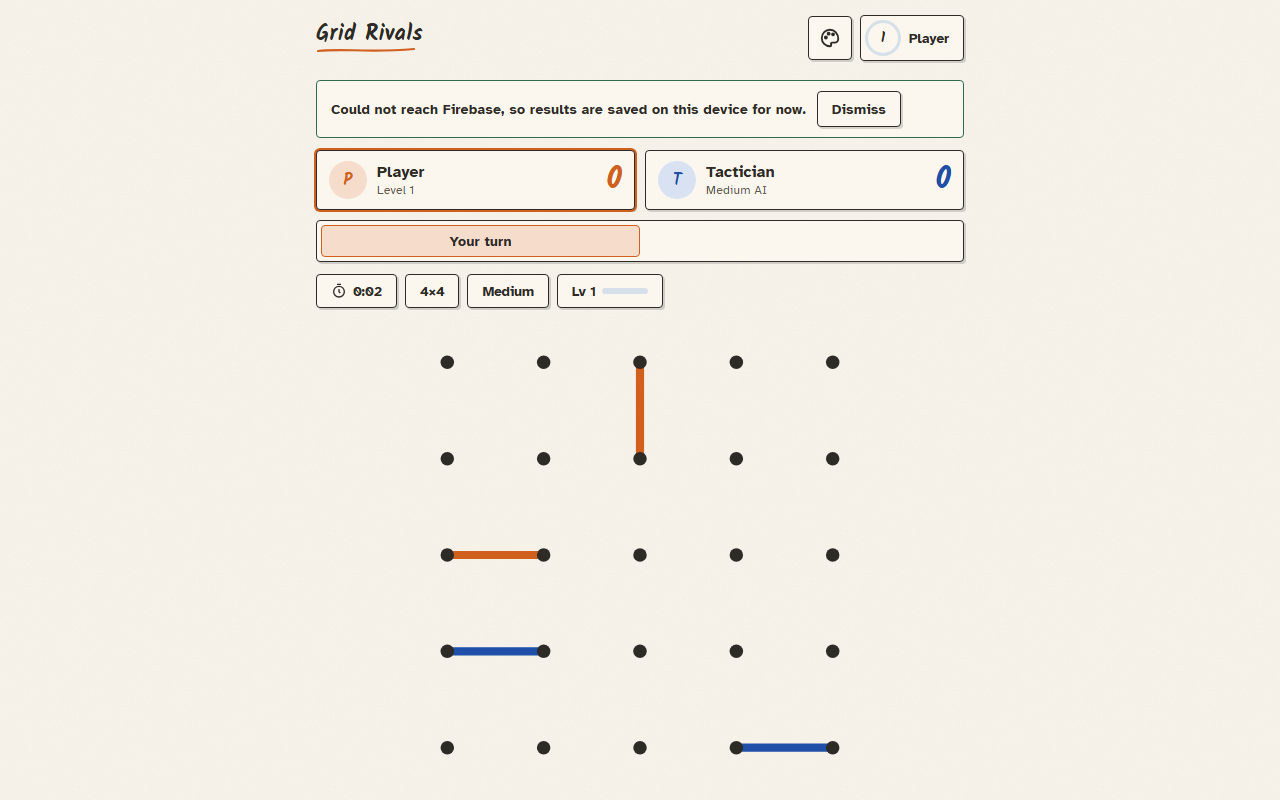 Grid Rivals
1
Player
Could not reach Firebase, so results are saved on this device for now.
Dismiss
P
Player
Level 1
0
T
Tactician
Medium AI
0
Your turn
0:02
4×4
Medium
Lv 1